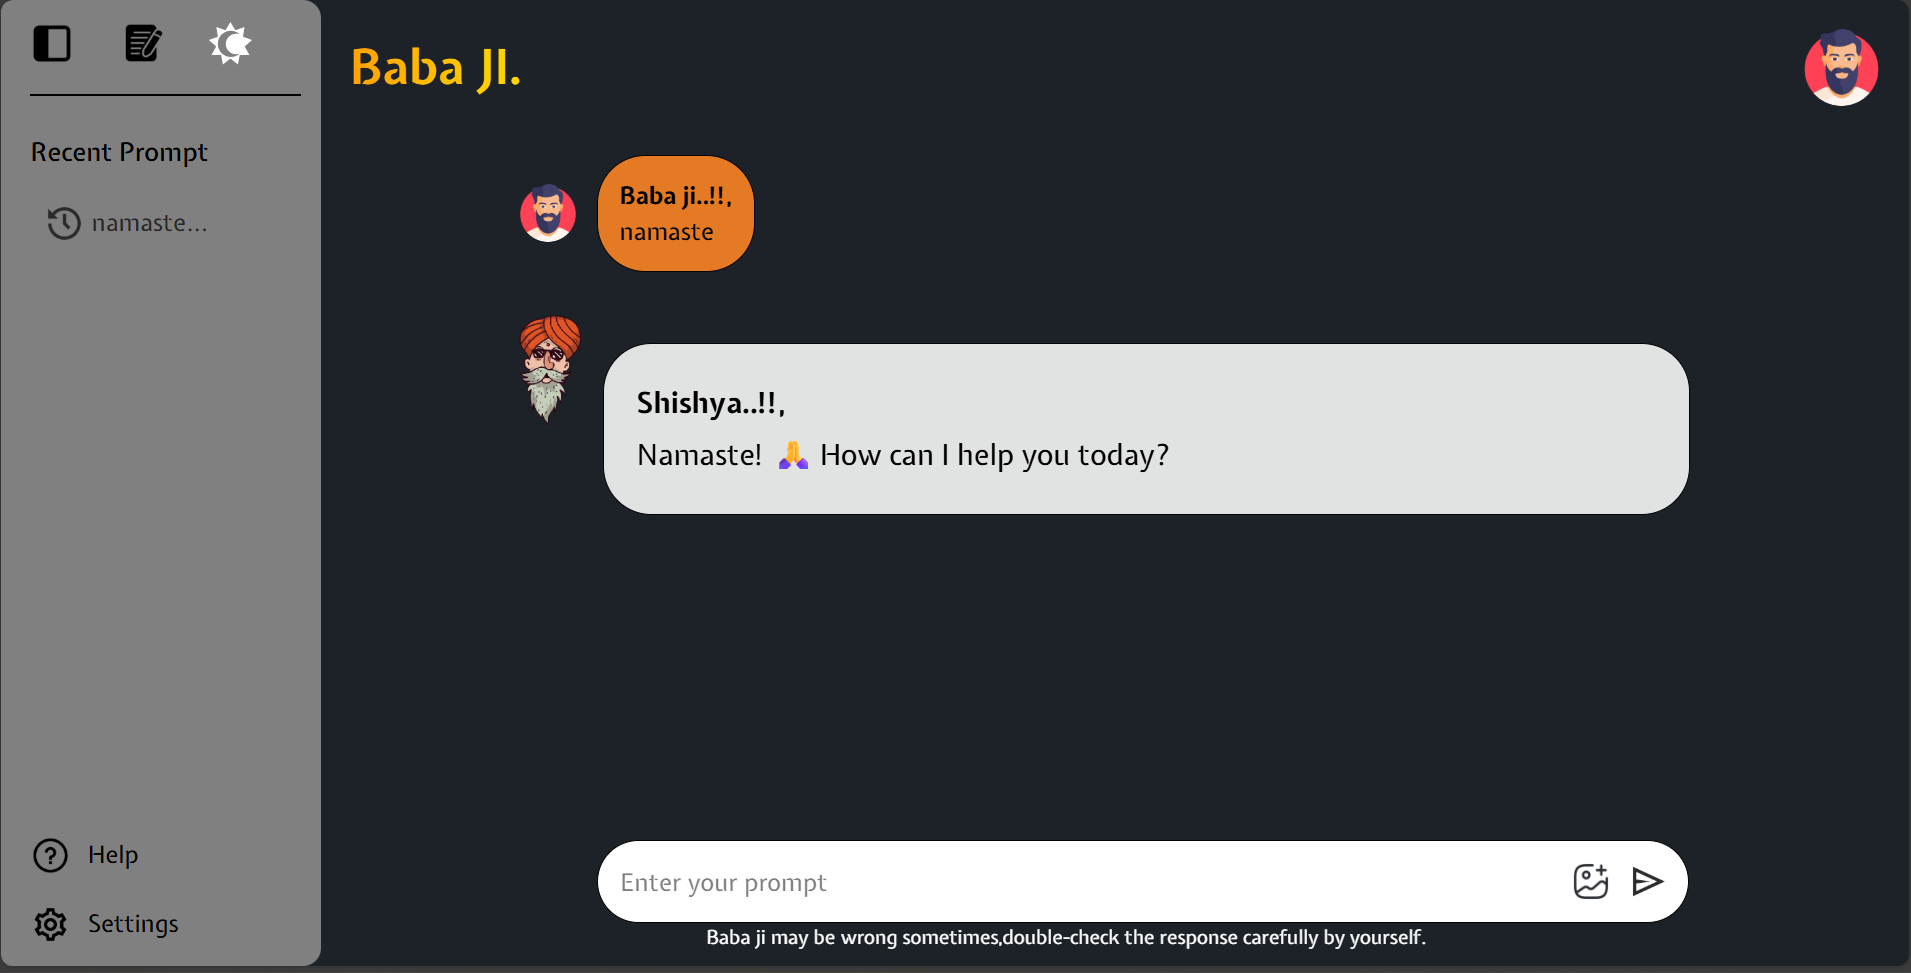 Baba JI.
Recent Prompt
namaste...
Baba ji..!!,
namaste
Shishya..!!,
Namaste! 🙏 How can I help you today?
Help
Settings
Enter your prompt
Baba ji may be wrong sometimes,double-check the response carefully by yourself.